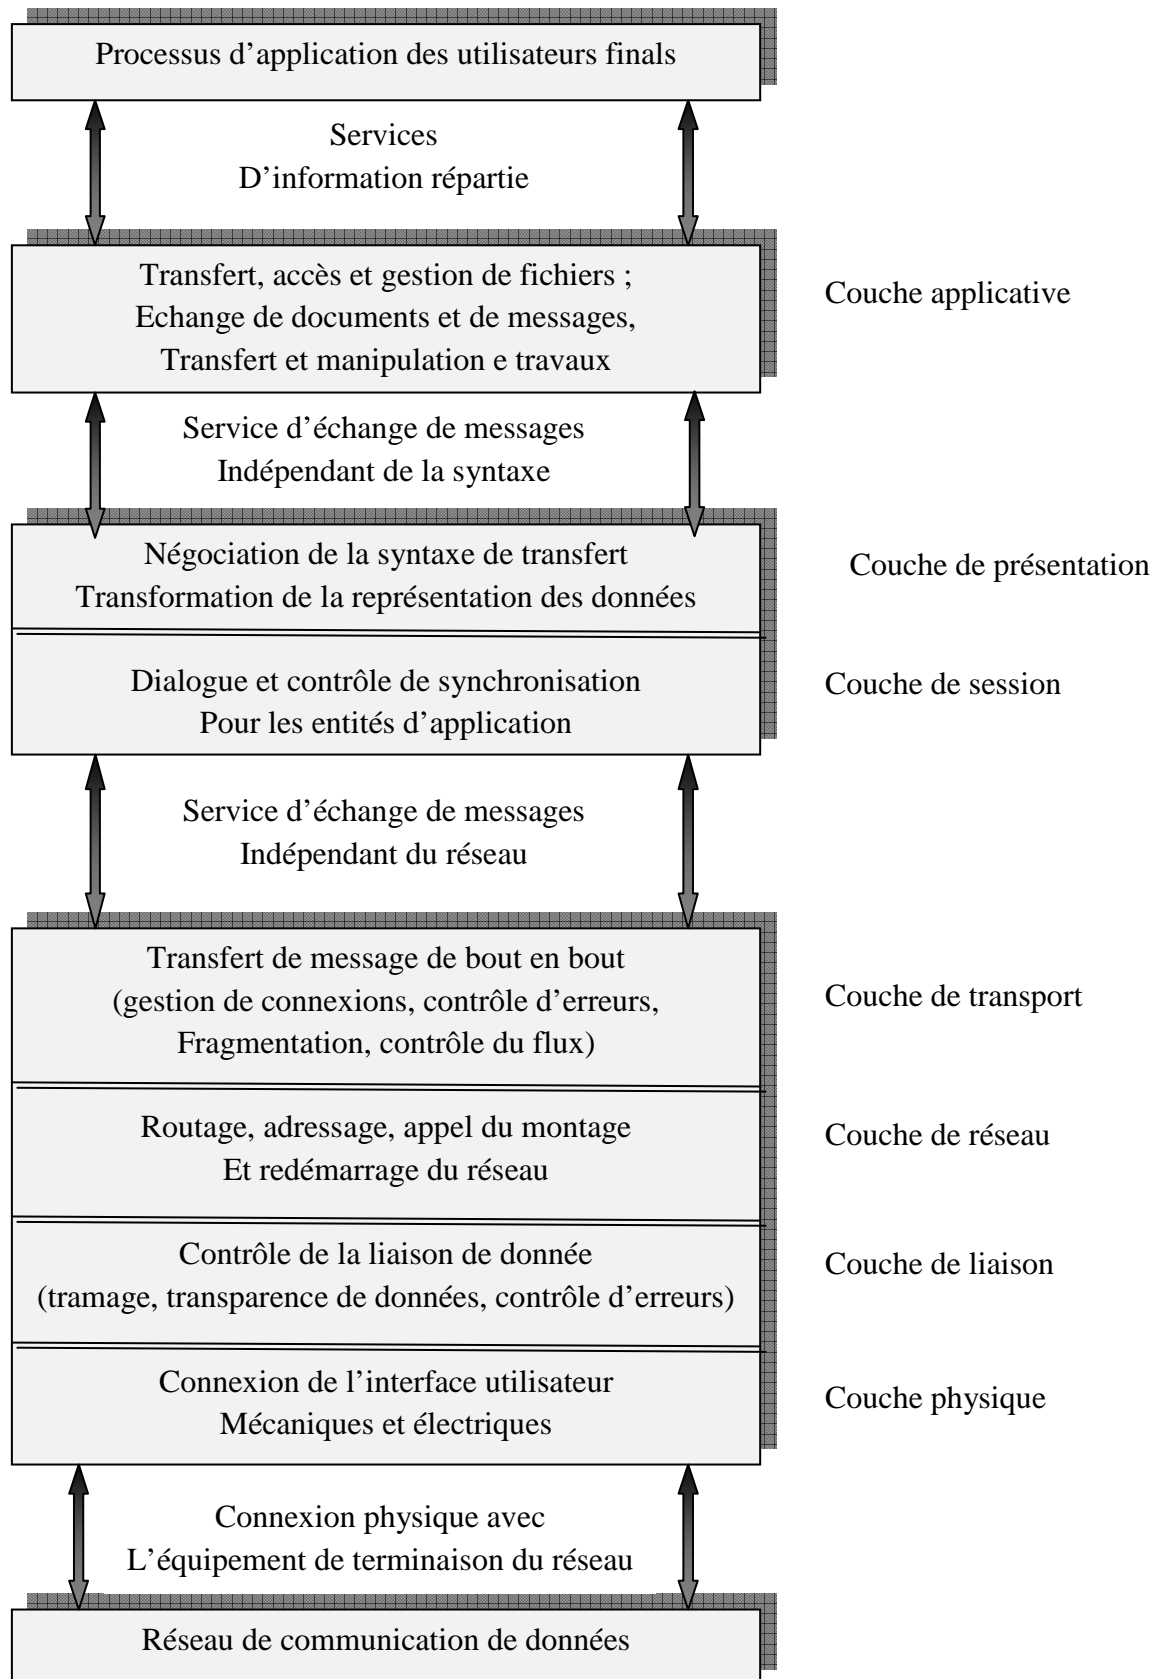 Processus d’application des utilisateurs finals
Services
D’information répartie
Transfert, accès et gestion de fichiers ;
Echange de documents et de messages,
Transfert et manipulation e travaux
Couche applicative
Service d’échange de messages
Indépendant de la syntaxe
Négociation de la syntaxe de transfert
Transformation de la représentation des données
Couche de présentation
Dialogue et contrôle de synchronisation
Pour les entités d’application
Couche de session
Service d’échange de messages
Indépendant du réseau
Transfert de message de bout en bout
(gestion de connexions, contrôle d’erreurs,
Fragmentation, contrôle du flux)
Couche de transport
Routage, adressage, appel du montage
Et redémarrage du réseau
Couche de réseau
Contrôle de la liaison de donnée
(tramage, transparence de données, contrôle d’erreurs)
Couche de liaison
Connexion de l’interface utilisateur
Mécaniques et électriques
Couche physique
Connexion physique avec
L’équipement de terminaison du réseau
Réseau de communication de données